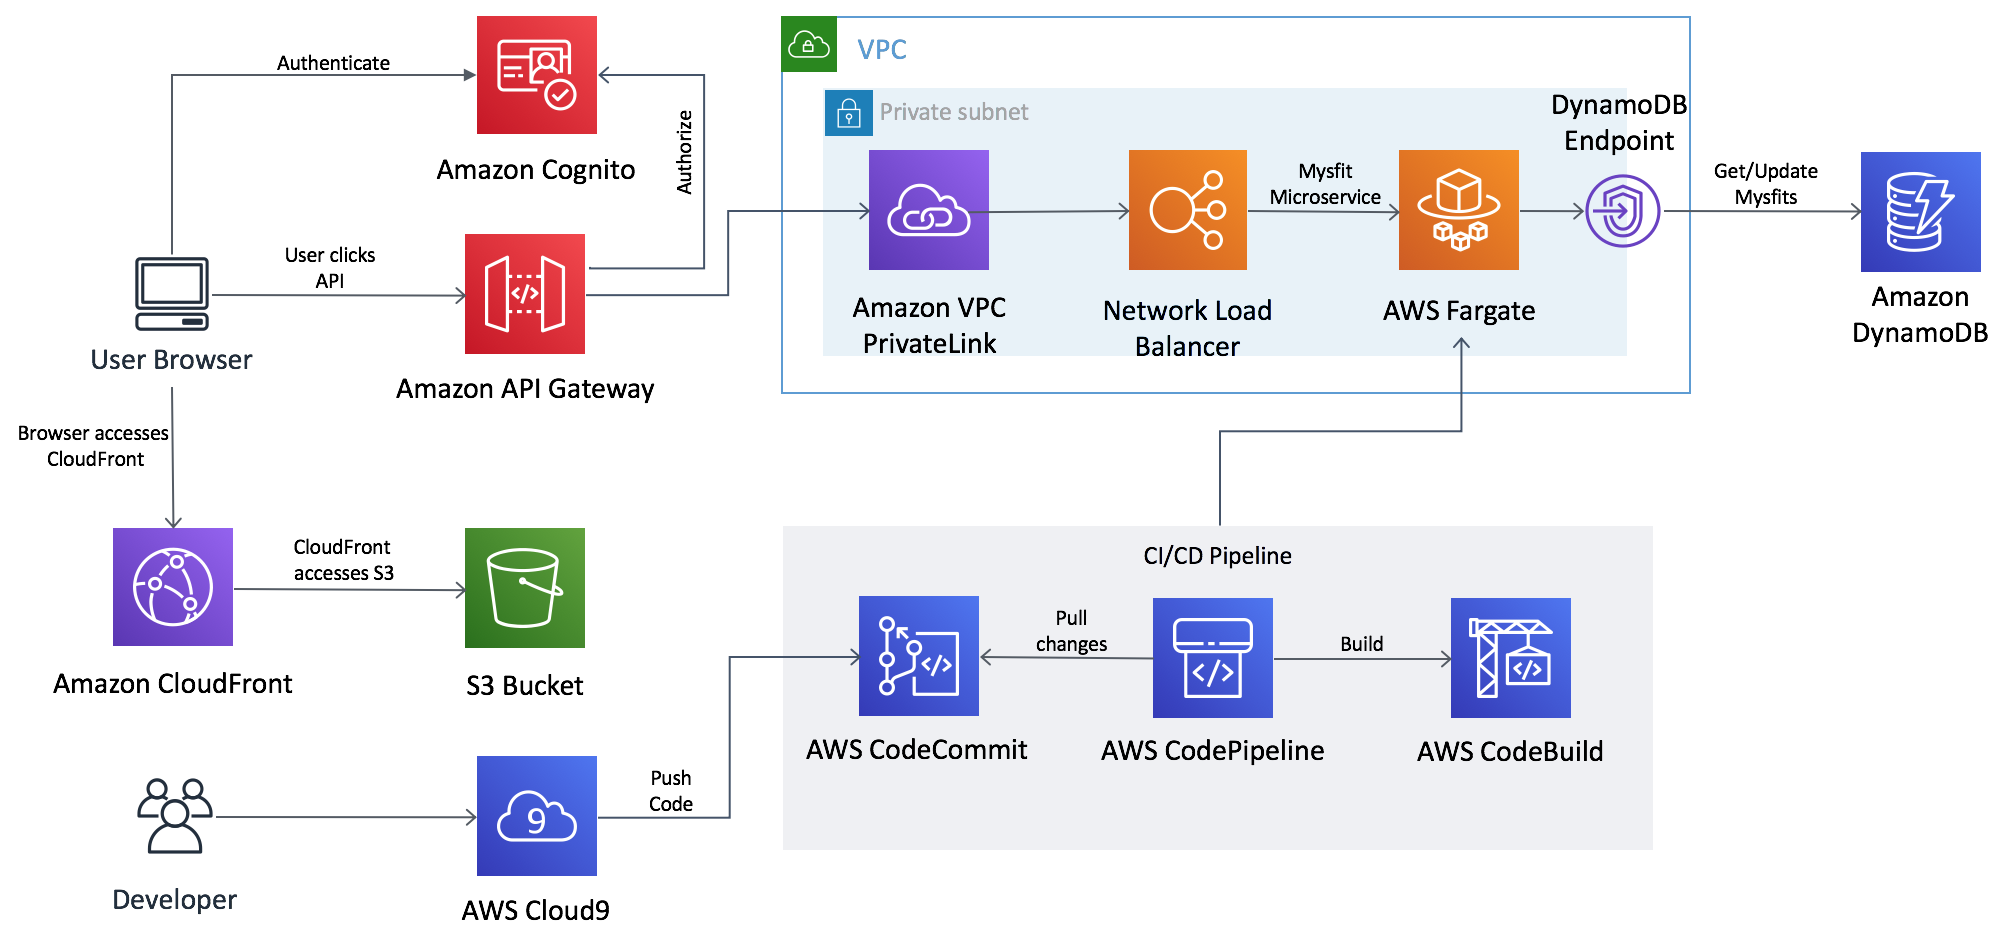 Authenticate
Amazon Cognito
Authorize
User clicks
API
User Browser
Amazon API Gateway
Browser accesses
CloudFront
CloudFront
accesses S3
Amazon CloudFront
S3 Bucket
VPC
Private subnet
Amazon VPC
PrivateLink
Network Load
Balancer
Mysfit
Microservice
AWS Fargate
DynamoDB
Endpoint
Get/Update
Mysfits
Amazon
DynamoDB
CI/CD Pipeline
AWS CodeCommit
Pull
changes
AWS CodePipeline
Build
AWS CodeBuild
Developer
9
AWS Cloud9
Push
Code